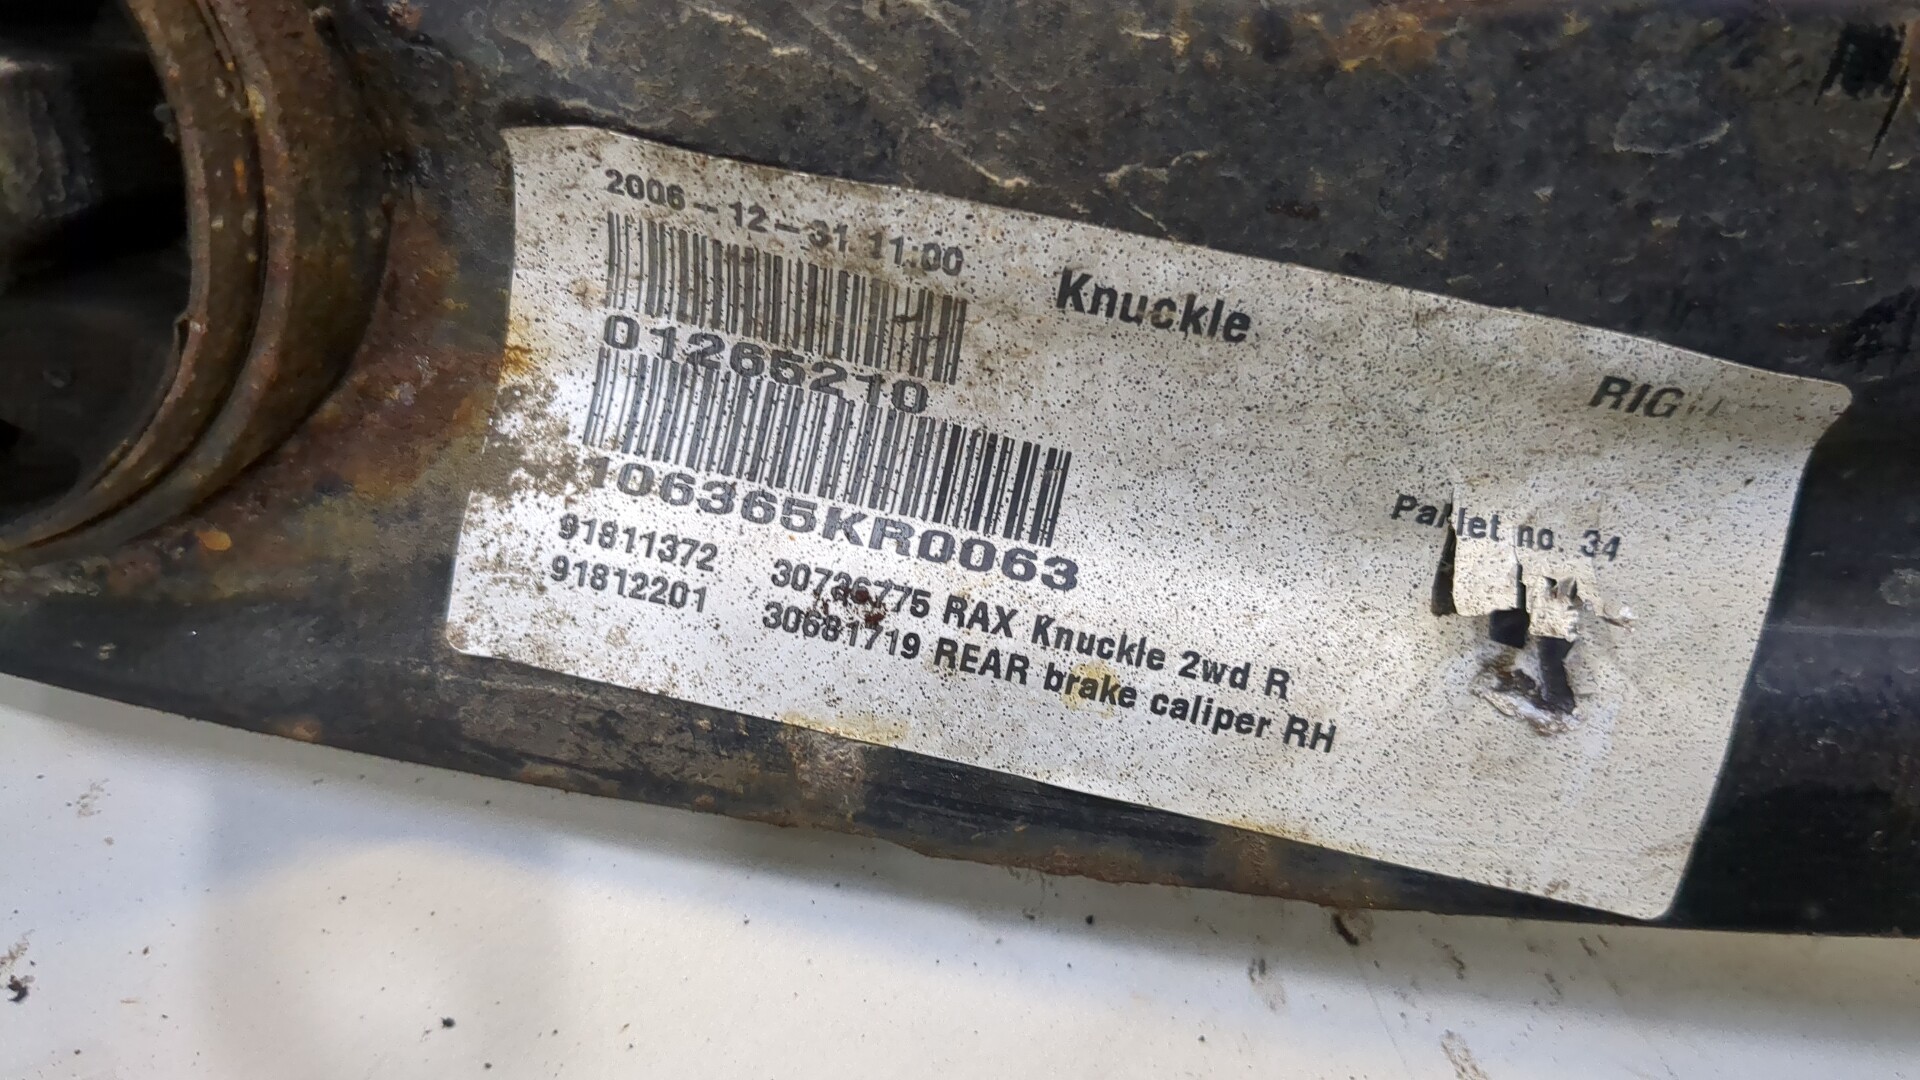 2006-12-31 11:00
Knuckle
01265210
106365KR0063
Pallet no. 34
91811372 30736775 RAX Knuckle 2wd R
91812201 30681719 REAR brake caliper RH